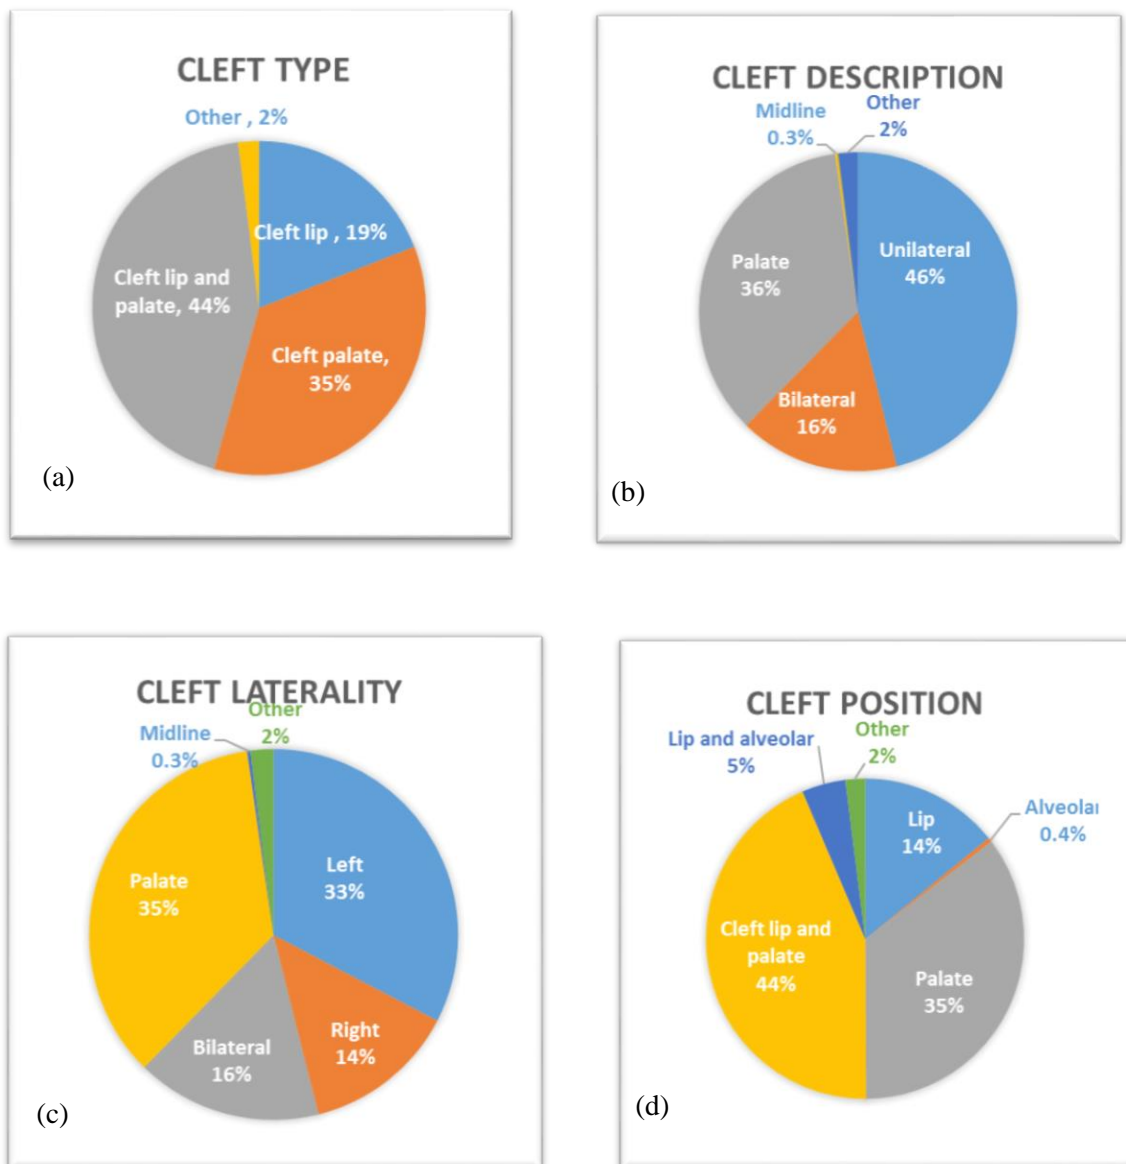 CLEFT TYPE
Other , 2%
Cleft lip , 19%
Cleft lip and
palate, 44%
Cleft palate,
35%
(a)
CLEFT DESCRIPTION
Midline
0.3%
Other
2%
Unilateral
46%
Palate
36%
Bilateral
16%
(b)
CLEFT LATERALITY
Other
2%
Midline
0.3%
Left
33%
Palate
35%
Right
14%
Bilateral
16%
(c)
CLEFT POSITION
Lip and alveolar
5%
Other
2%
Lip
14%
Alveolar
0.4%
Cleft lip and
palate
44%
Palate
35%
(d)